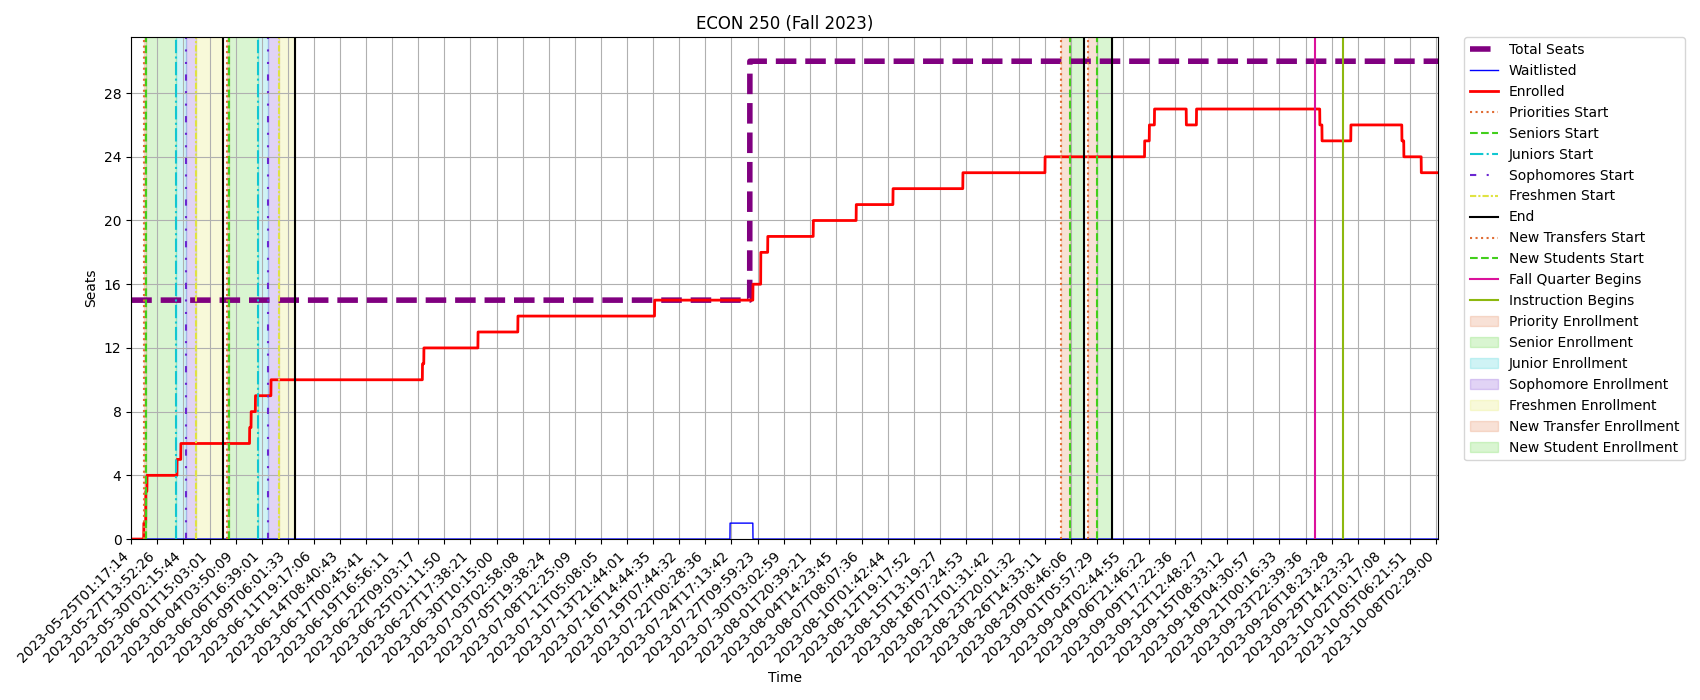 ECON 250 (Fall 2023)
Seats
28
24
20
16
12
8
4
0
2023-05-25T01:17:14
2023-05-27T13:52:26
2023-05-30T02:15:44
2023-06-01T15:03:01
2023-06-04T03:50:09
2023-06-06T16:39:01
2023-06-09T06:01:33
2023-06-11T19:17:06
2023-06-14T08:40:43
2023-06-17T00:45:41
2023-06-19T16:56:11
2023-06-22T09:03:17
2023-06-25T01:11:50
2023-06-27T17:38:21
2023-06-30T10:15:00
2023-07-03T02:58:08
2023-07-05T19:38:24
2023-07-08T12:25:09
2023-07-11T05:08:05
2023-07-13T21:44:01
2023-07-16T14:44:35
2023-07-19T07:44:32
2023-07-22T00:28:36
2023-07-24T17:13:42
2023-07-27T09:59:23
2023-07-30T03:02:59
2023-08-01T20:39:21
2023-08-04T14:23:45
2023-08-07T08:07:36
2023-08-10T01:42:44
2023-08-12T19:17:52
2023-08-15T13:19:27
2023-08-18T07:24:53
2023-08-21T01:31:42
2023-08-23T20:01:32
2023-08-26T14:33:11
2023-08-29T08:46:06
2023-09-01T05:57:29
2023-09-04T02:44:55
2023-09-06T21:46:22
2023-09-09T17:22:36
2023-09-12T12:48:27
2023-09-15T08:33:12
2023-09-18T04:30:57
2023-09-21T00:16:33
2023-09-23T22:39:36
2023-09-26T18:23:28
2023-09-29T14:23:32
2023-10-02T10:17:08
2023-10-05T06:21:51
2023-10-08T02:29:00
Time
Total Seats
Waitlisted
Enrolled
Priorities Start
Seniors Start
Juniors Start
Sophomores Start
Freshmen Start
End
New Transfers Start
New Students Start
Fall Quarter Begins
Instruction Begins
Priority Enrollment
Senior Enrollment
Junior Enrollment
Sophomore Enrollment
Freshmen Enrollment
New Transfer Enrollment
New Student Enrollment